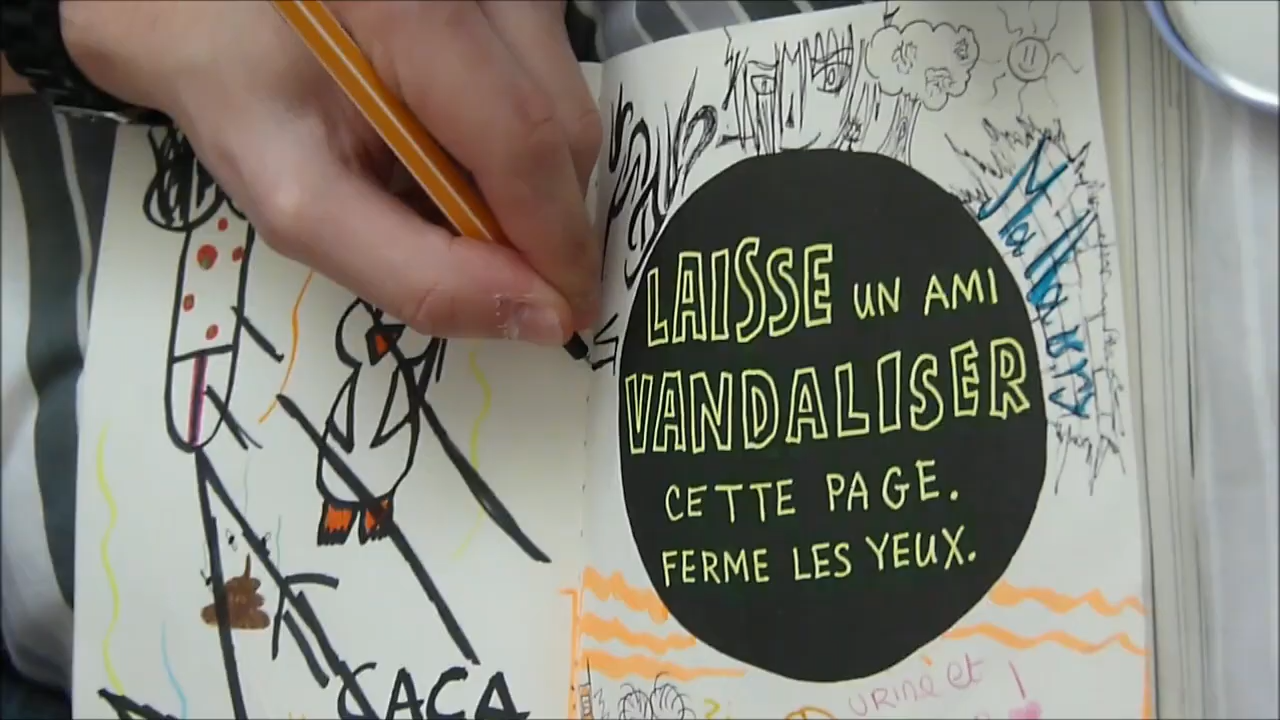 LAISSE UN AMI
VANDALISER
CETTE PAGE.
FERME LES YEUX.
CACA
urine et !